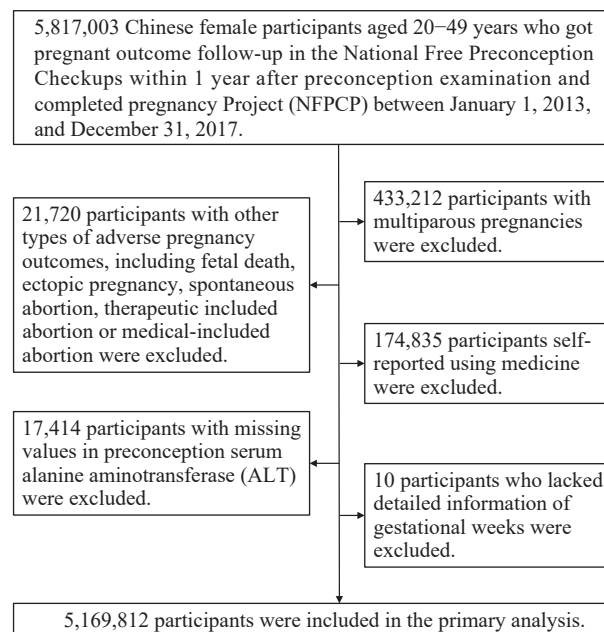 5,817,003 Chinese female participants aged 20−49 years who got
pregnant outcome follow-up in the National Free Preconception
Checkups within 1 year after preconception examination and
completed pregnancy Project (NFPCP) between January 1, 2013,
and December 31, 2017.
433,212 participants with
multiparous pregnancies
were excluded.
21,720 participants with other
types of adverse pregnancy
outcomes, including fetal death,
ectopic pregnancy, spontaneous
abortion, therapeutic included
abortion or medical-included
abortion were excluded.
174,835 participants self-
reported using medicine
were excluded.
17,414 participants with missing
values in preconception serum
alanine aminotransferase (ALT)
were excluded.
10 participants who lacked
detailed information of
gestational weeks were
excluded.
5,169,812 participants were included in the primary analysis.